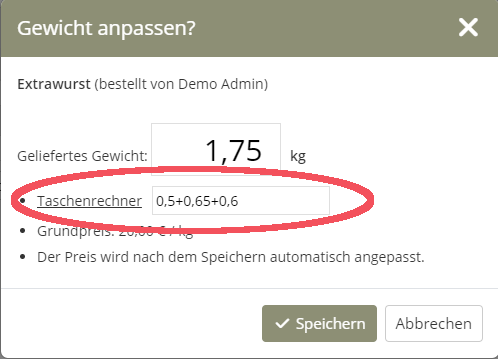 Gewicht anpassen?
Extrawurst (bestellt von Demo Admin)
Geliefertes Gewicht: 1,75 kg
Taschenrechner 0,5+0,65+0,6
Grundpreis: 20,00 € / kg
Der Preis wird nach dem Speichern automatisch angepasst.
Speichern Abbrechen